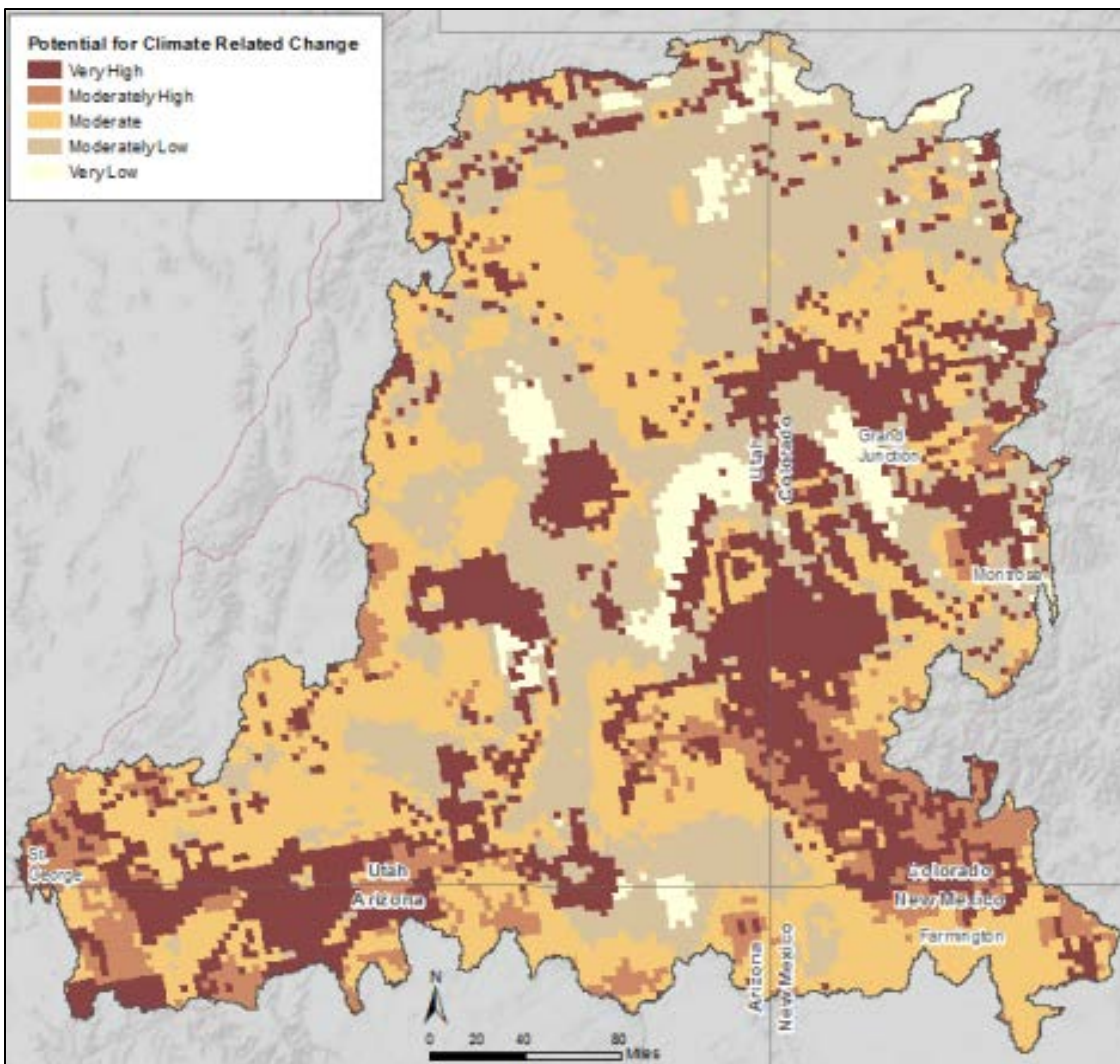 Potential for Climate Related Change
Very High
Moderately High
Moderate
Moderately Low
Very Low
Utah
Colorado
Grand
Junction
Montrose
St.
George
Utah
Arizona
Colorado
New Mexico
Farmington
Arizona
New Mexico
N
0 20 40 80
Miles